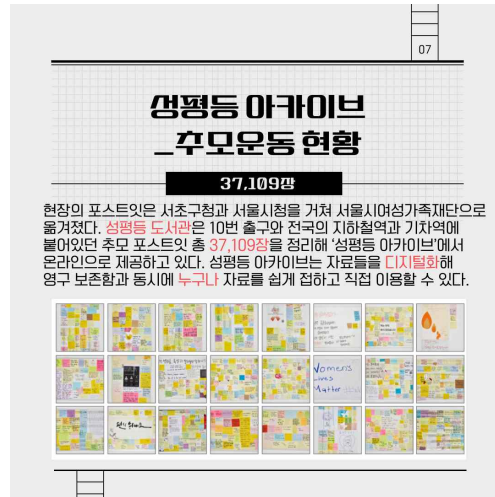 07
성평등 아카이브
_추모운동 현황
37,109장
현장의 포스트잇은 서초구청과 서울시청을 거쳐 서울시여성가족재단으로
옮겨졌다. 성평등 도서관은 10번 출구와 전국의 지하철역과 기차역에
붙어있던 추모 포스트잇 총 37,109장을 정리해 '성평등 아카이브'에서
온라인으로 제공하고 있다. 성평등 아카이브는 자료들을 디지털화해
영구 보존함과 동시에 누구나 자료를 쉽게 접하고 직접 이용할 수 있다.
Women's
Lives
Matter